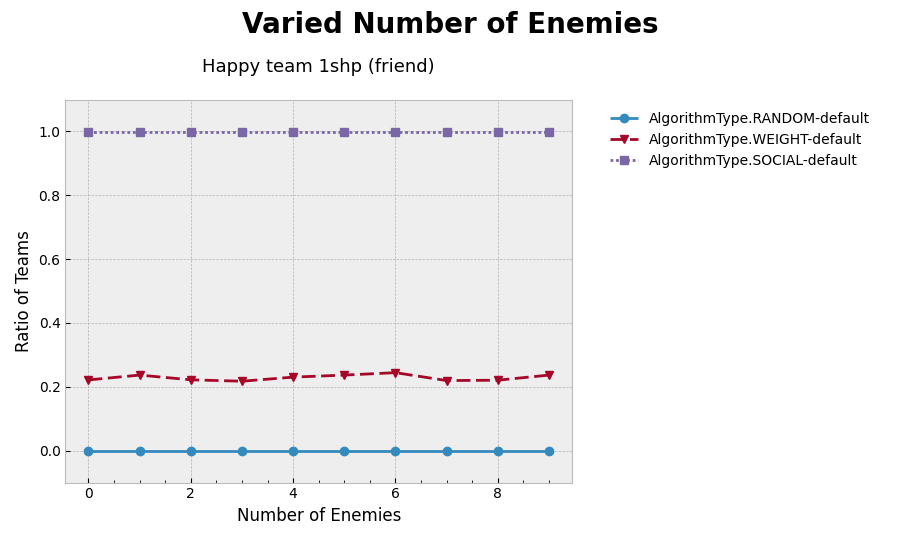 Varied Number of Enemies
Happy team 1shp (friend)
AlgorithmType.RANDOM-default
AlgorithmType.WEIGHT-default
AlgorithmType.SOCIAL-default
Ratio of Teams
1.0
0.8
0.6
0.4
0.2
0.0
0 2 4 6 8
Number of Enemies